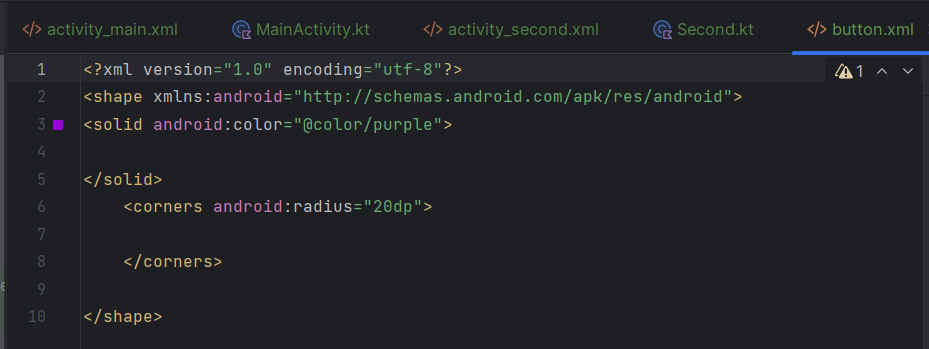 activity_main.xml MainActivity.kt activity_second.xml Second.kt button.xml
1 <?xml version="1.0" encoding="utf-8"?> 1
2 <shape xmlns:android="http://schemas.android.com/apk/res/android">
3 <solid android:color="@color/purple">
4
5 </solid>
6     <corners android:radius="20dp">
7
8     </corners>
9
10 </shape>